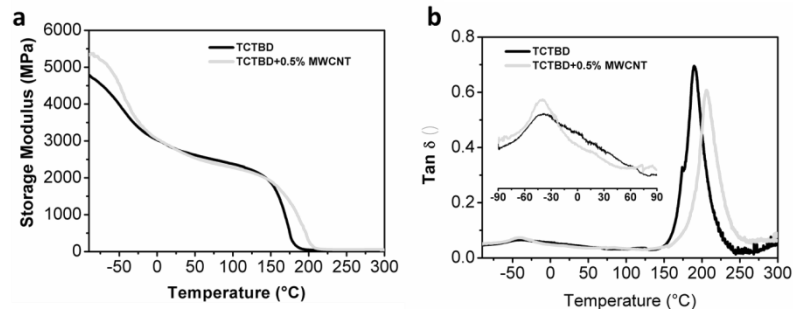 a
6000
5000
4000
3000
2000
1000
0
Storage Modulus (MPa)
TCTBD
TCTBD+0.5% MWCNT
-50 0 50 100 150 200 250 300
Temperature (°C)
b
0.8
0.6
0.4
0.2
0.0
Tan δ ()
TCTBD
TCTBD+0.5% MWCNT
-90 -60 -30 0 30 60 90
-50 0 50 100 150 200 250 300
Temperature (°C)